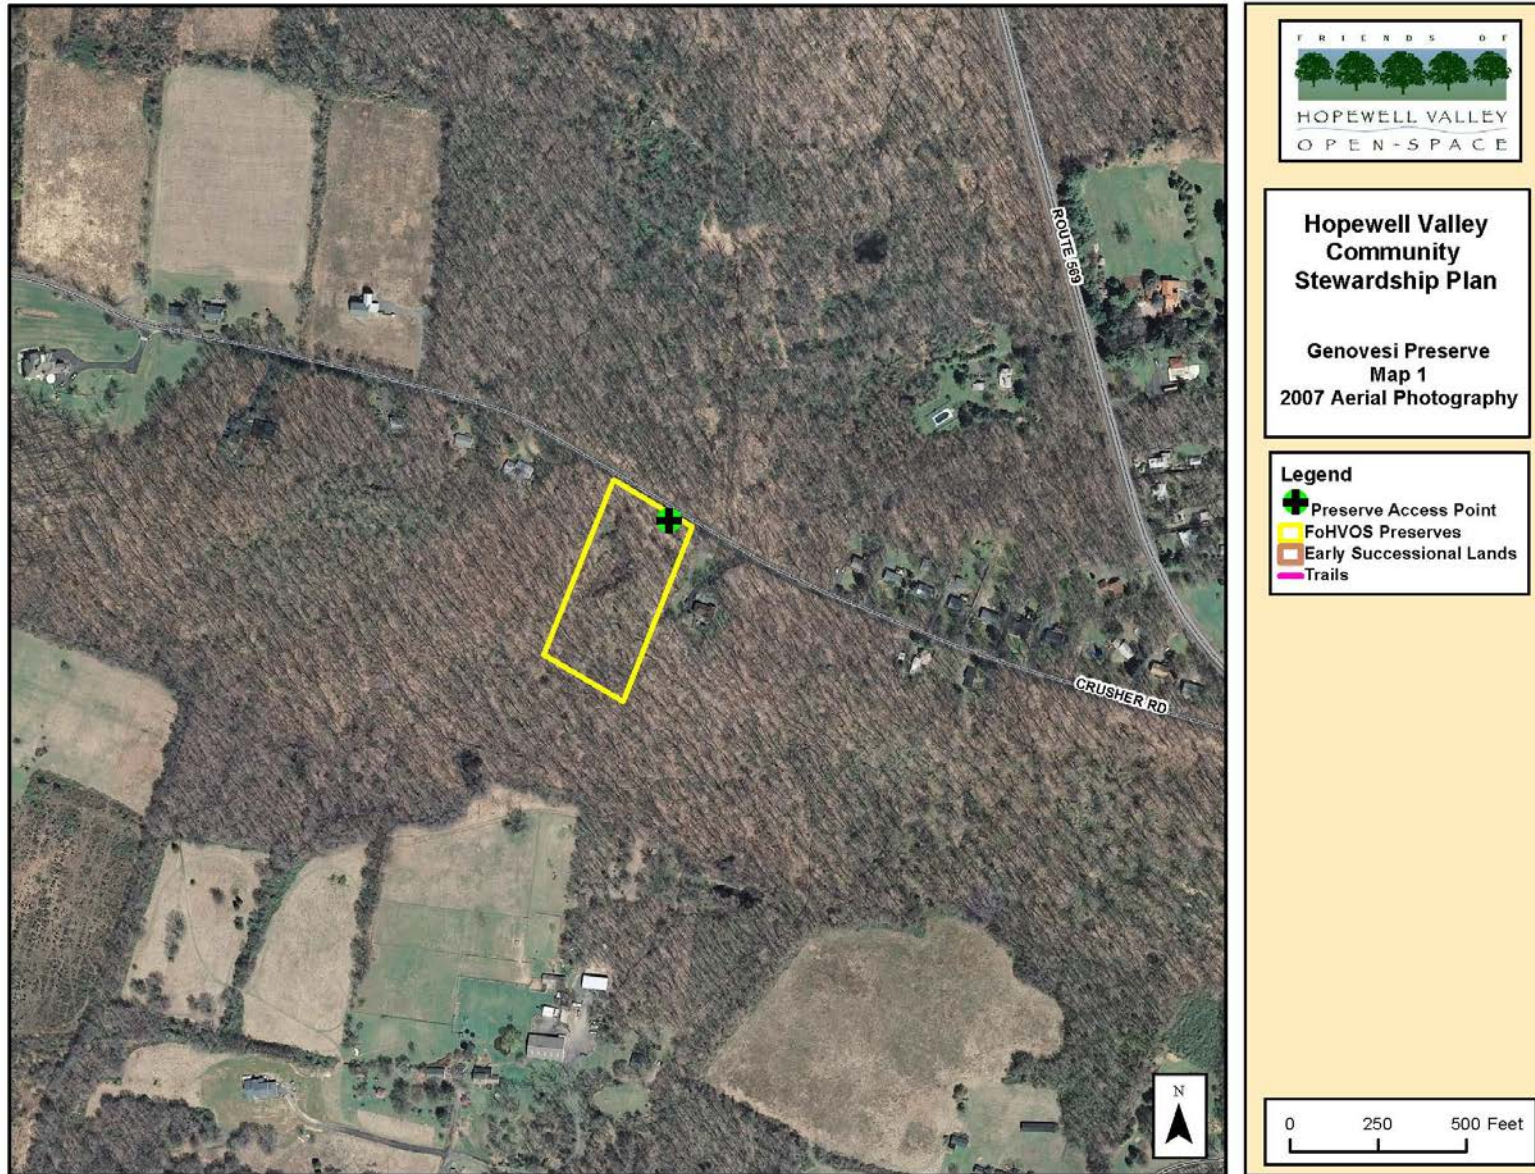 FRIENDS OF
HOPEWELL VALLEY
OPEN-SPACE
Hopewell Valley
Community
Stewardship Plan
Genovesi Preserve
Map 1
2007 Aerial Photography
Legend
Preserve Access Point
FoHVOS Preserves
Early Successional Lands
Trails
ROUTE 569
CRUSHER RD
N
0 250 500 Feet